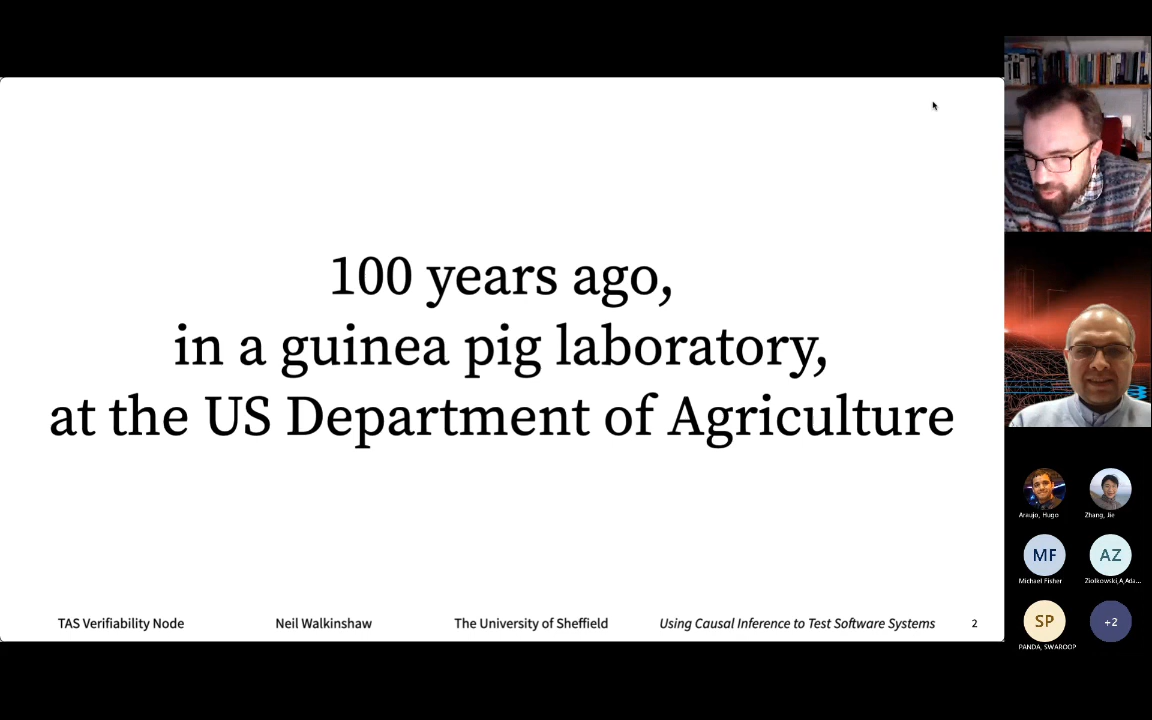 100 years ago,
in a guinea pig laboratory,
at the US Department of Agriculture
TAS Verifiability Node
Neil Walkinshaw
The University of Sheffield
Using Causal Inference to Test Software Systems
2
Araujo, Hugo
Zhang, Jie
MF
AZ
Michael Fisher
Ziolkowski,A,Ada...
SP
+2
PANDA, SWAROOP